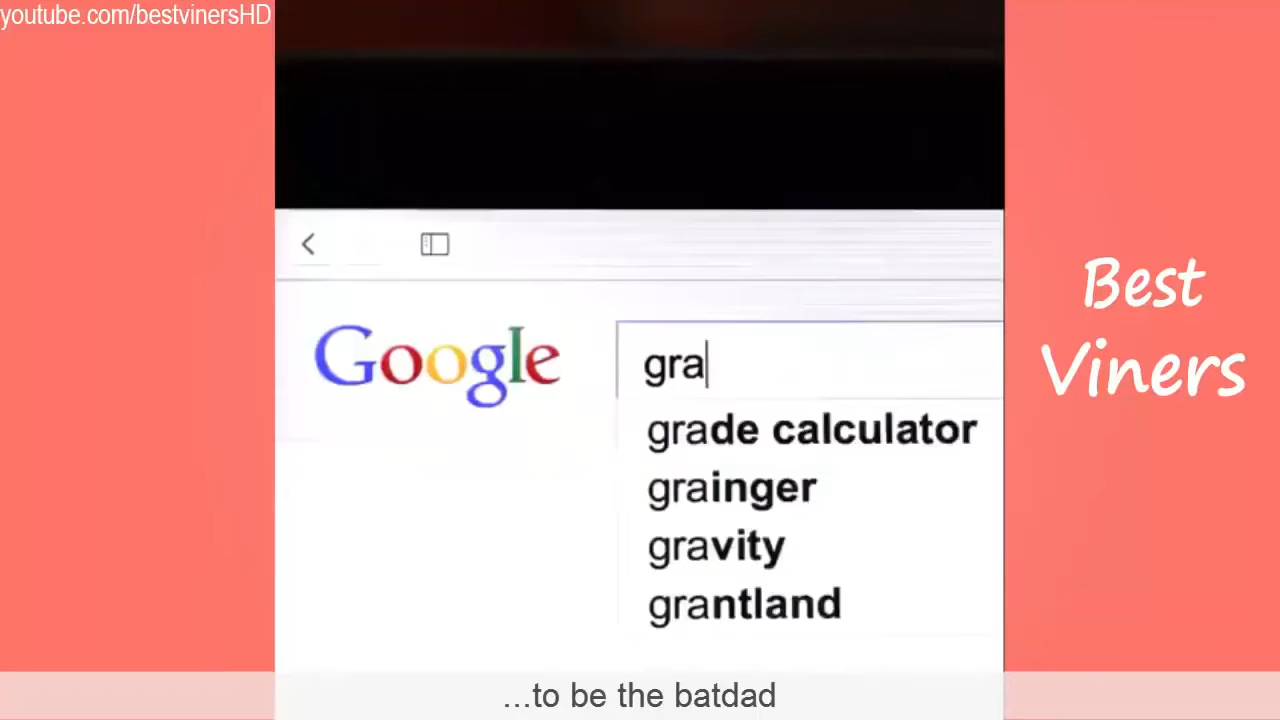 youtube.com/bestvinersHD
Google
gra
grade calculator
grainger
gravity
grantland
Best
Viners
...to be the batdad